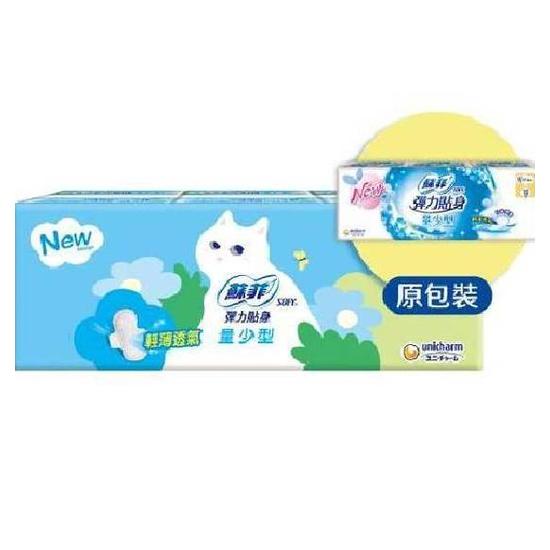 New
蘇菲
SOFY.
彈力貼身
量少型
輕薄透氣
unicharm
ユニ・チャーム
New
蘇菲
彈力貼身
量少型
原包裝